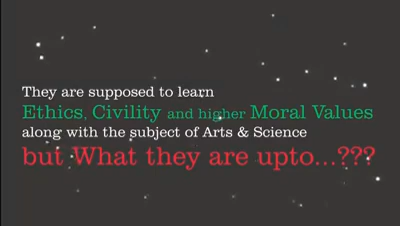 They are supposed to learn
Ethics, Civility and higher Moral Values
along with the subject of Arts & Science
but What they are upto...???